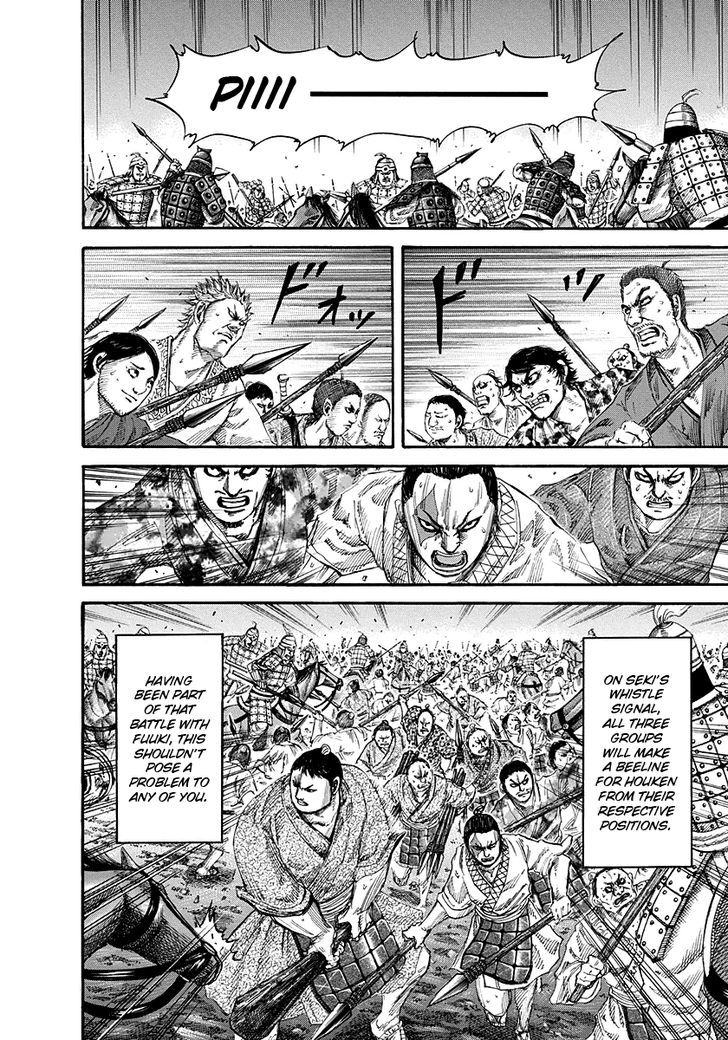 PIIII
ドド
ドォッ
ON SEKI'S
WHISTLE
SIGNAL,
ALL THREE
GROUPS
WILL MAKE
A BEELINE
FOR HOUKEN
FROM THEIR
RESPECTIVE
POSITIONS.
HAVING
BEEN PART
OF THAT
BATTLE WITH
FUUKI, THIS
SHOULDN'T
POSE A
PROBLEM TO
ANY OF YOU.